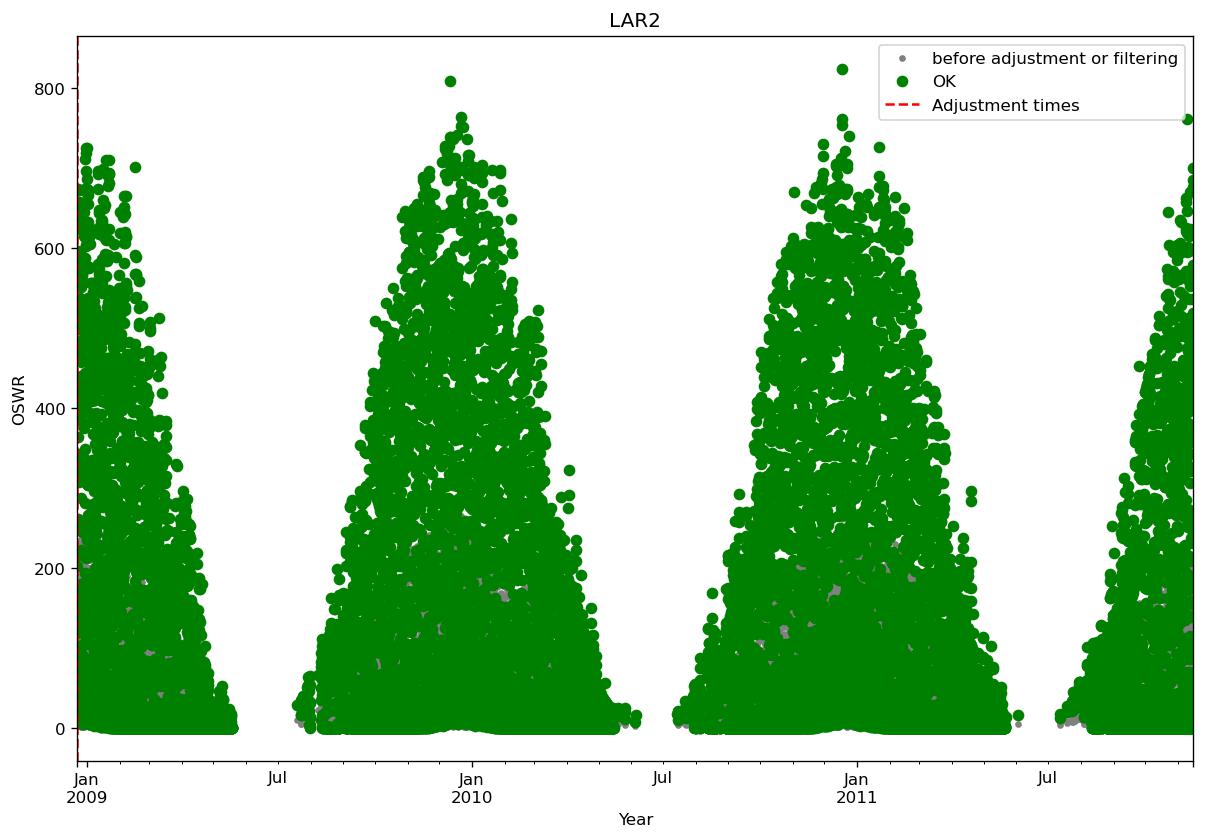 LAR2
before adjustment or filtering
OK
Adjustment times
OSWR
800
600
400
200
0
Jan
2009
Jul
Jan
2010
Jul
Jan
2011
Jul
Year